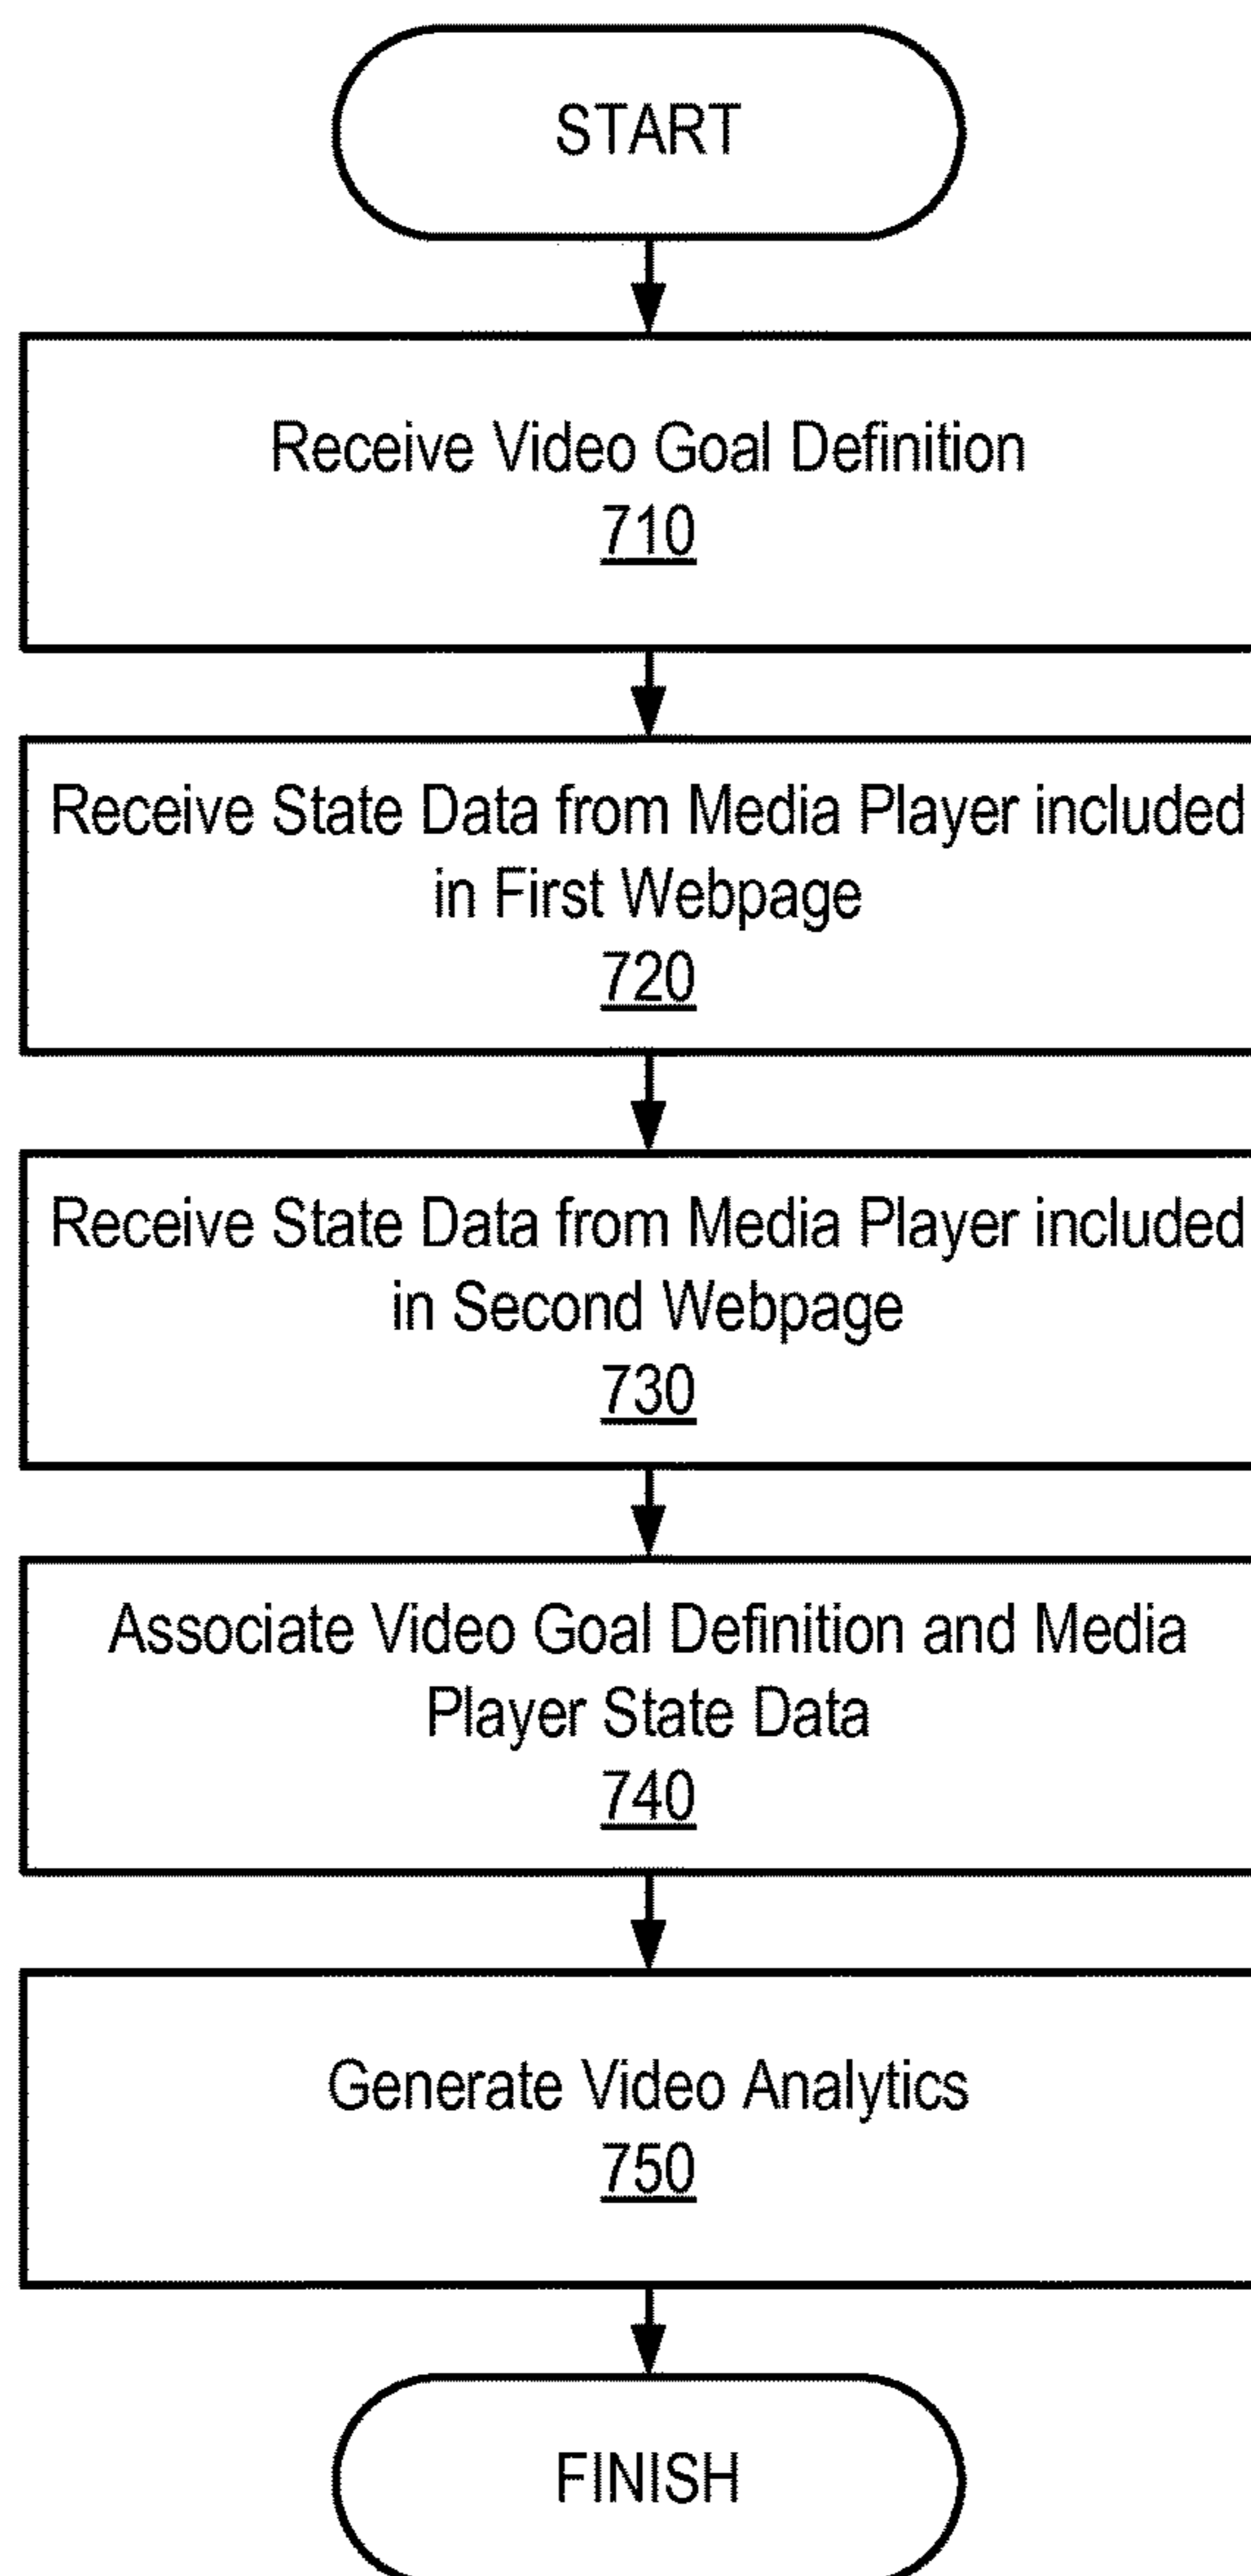 START
Receive Video Goal Definition
710
Receive State Data from Media Player included
in First Webpage
720
Receive State Data from Media Player included
in Second Webpage
730
Associate Video Goal Definition and Media
Player State Data
740
Generate Video Analytics
750
FINISH